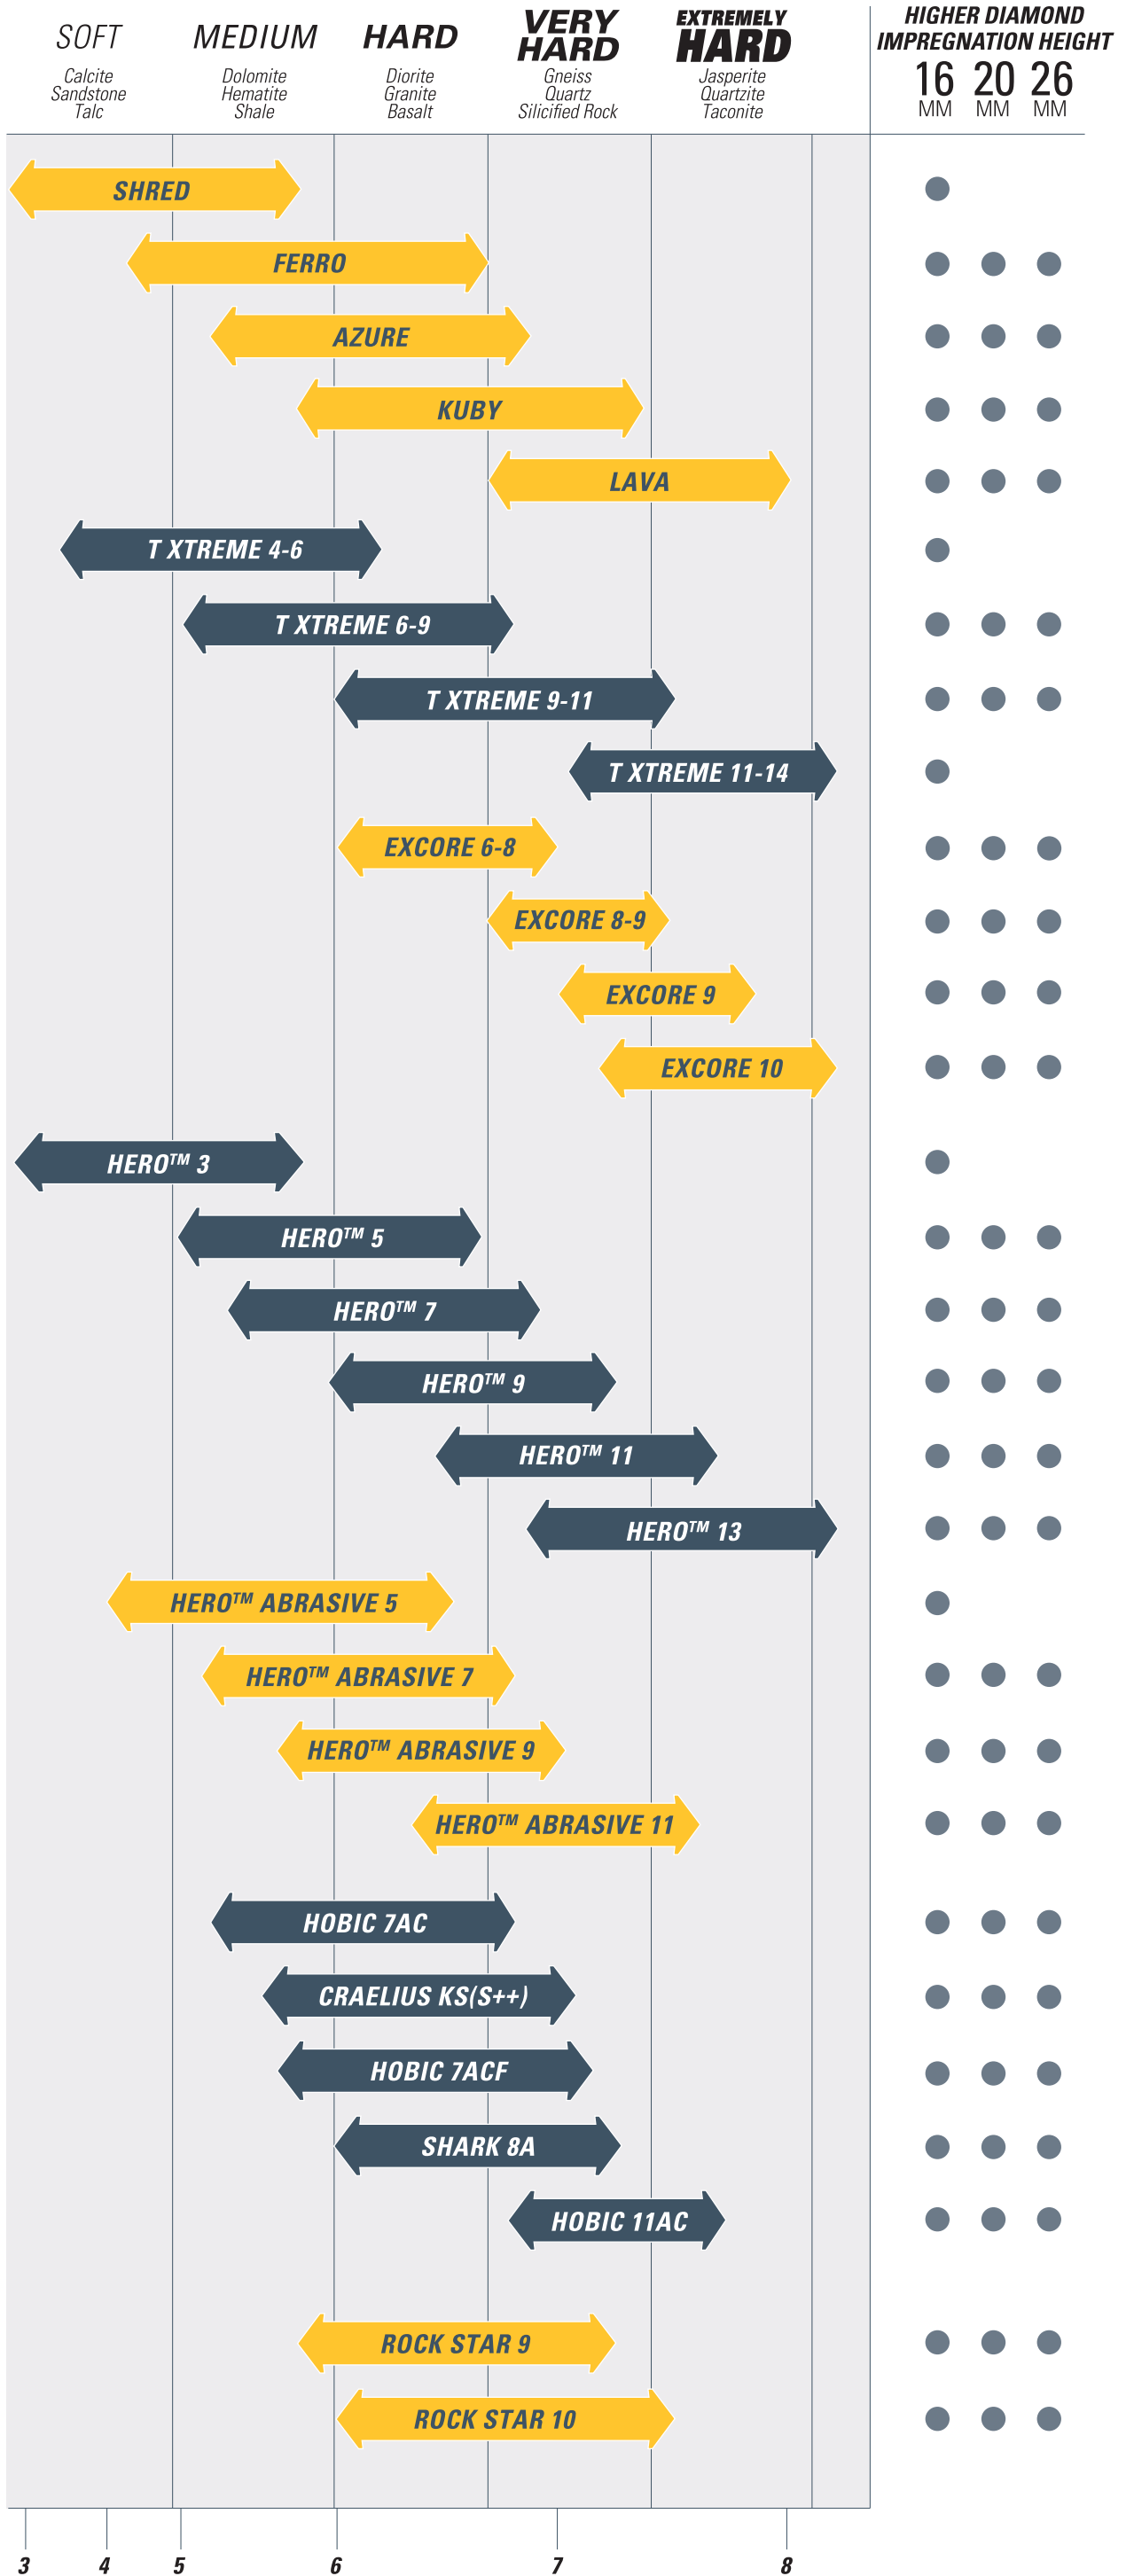 SOFT
Calcite
Sandstone
Talc
MEDIUM
Dolomite
Hematite
Shale
HARD
Diorite
Granite
Basalt
VERY
HARD
Gneiss
Quartz
Silicified Rock
EXTREMELY
HARD
Jasperite
Quartzite
Taconite
HIGHER DIAMOND
IMPREGNATION HEIGHT
16 20 26
MM MM MM
SHRED
FERRO
AZURE
KUBY
LAVA
T XTREME 4-6
T XTREME 6-9
T XTREME 9-11
T XTREME 11-14
EXCORE 6-8
EXCORE 8-9
EXCORE 9
EXCORE 10
HERO™ 3
HERO™ 5
HERO™ 7
HERO™ 9
HERO™ 11
HERO™ 13
HERO™ ABRASIVE 5
HERO™ ABRASIVE 7
HERO™ ABRASIVE 9
HERO™ ABRASIVE 11
HOBIC 7AC
CRAELIUS KS(S++)
HOBIC 7ACF
SHARK 8A
HOBIC 11AC
ROCK STAR 9
ROCK STAR 10
3 4 5 6 7 8